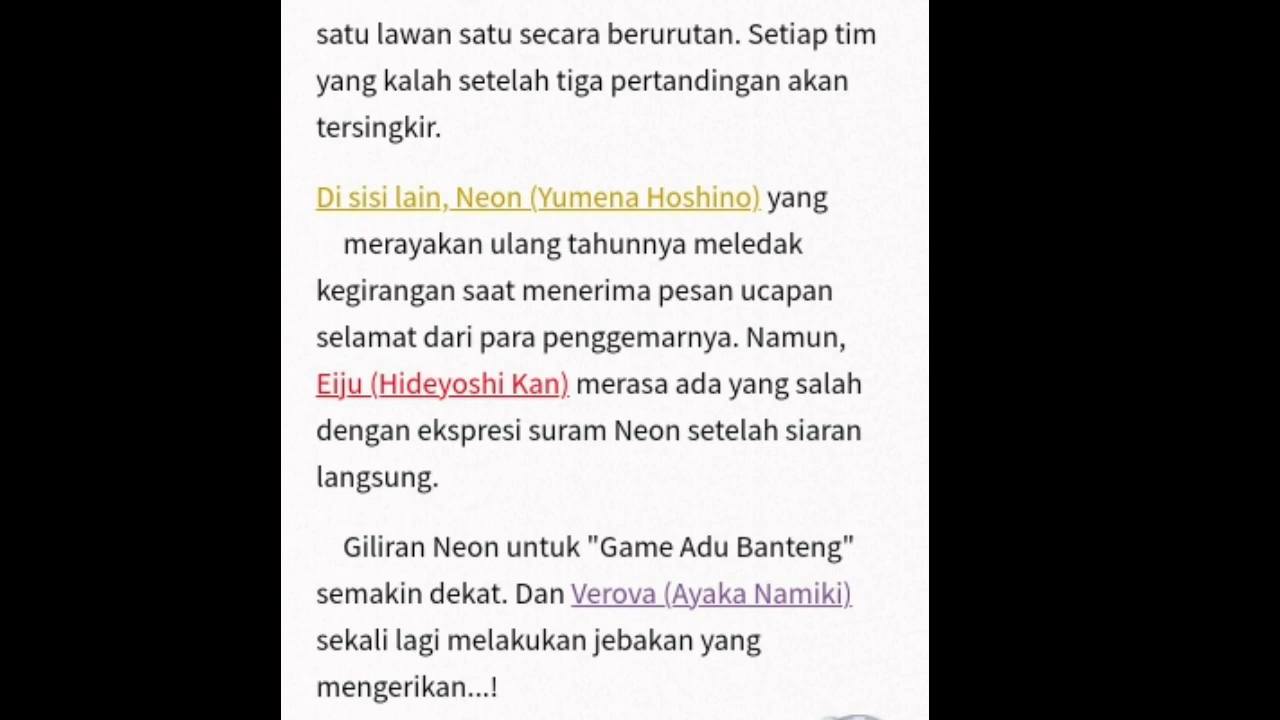 satu lawan satu secara berurutan. Setiap tim
yang kalah setelah tiga pertandingan akan
tersingkir.
Di sisi lain, Neon (Yumena Hoshino) yang
merayakan ulang tahunnya meledak
kegirangan saat menerima pesan ucapan
selamat dari para penggemarnya. Namun,
Eiju (Hideyoshi Kan) merasa ada yang salah
dengan ekspresi suram Neon setelah siaran
langsung.
Giliran Neon untuk "Game Adu Banteng"
semakin dekat. Dan Verova (Ayaka Namiki)
sekali lagi melakukan jebakan yang
mengerikan...!